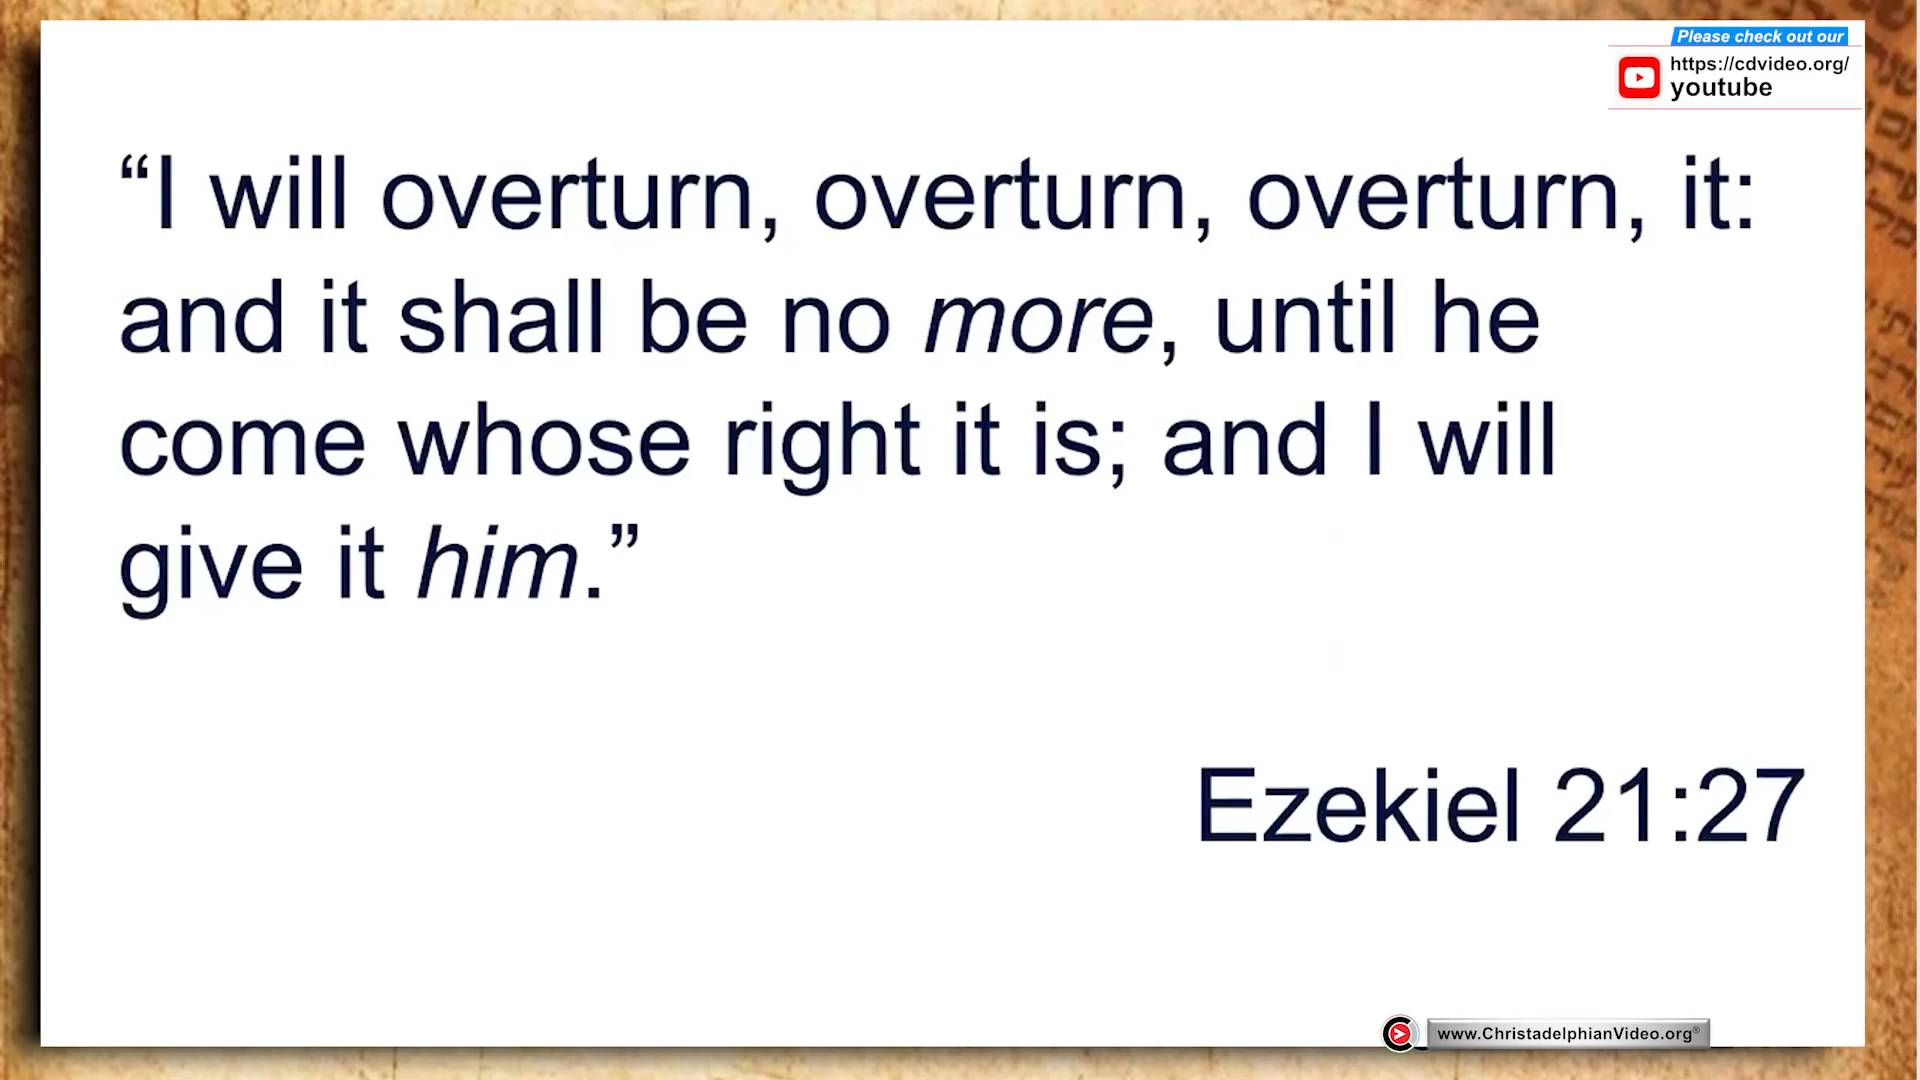 Please check out our
https://cdvideo.org/
youtube
“I will overturn, overturn, overturn, it:
and it shall be no more, until he
come whose right it is; and I will
give it him.”
Ezekiel 21:27
www.ChristadelphianVideo.org®